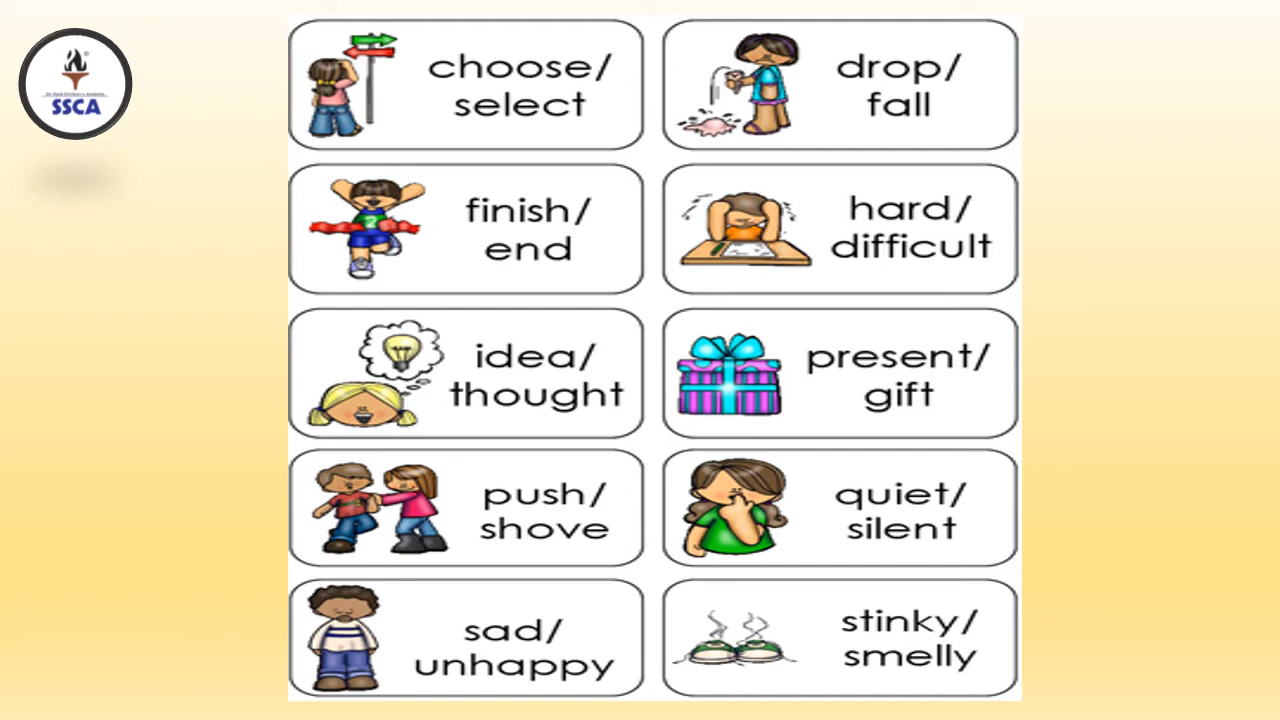 SSCA
choose/
select
drop/
fall
finish/
end
hard/
difficult
idea/
thought
present/
gift
push/
shove
quiet/
silent
sad/
unhappy
stinky/
smelly